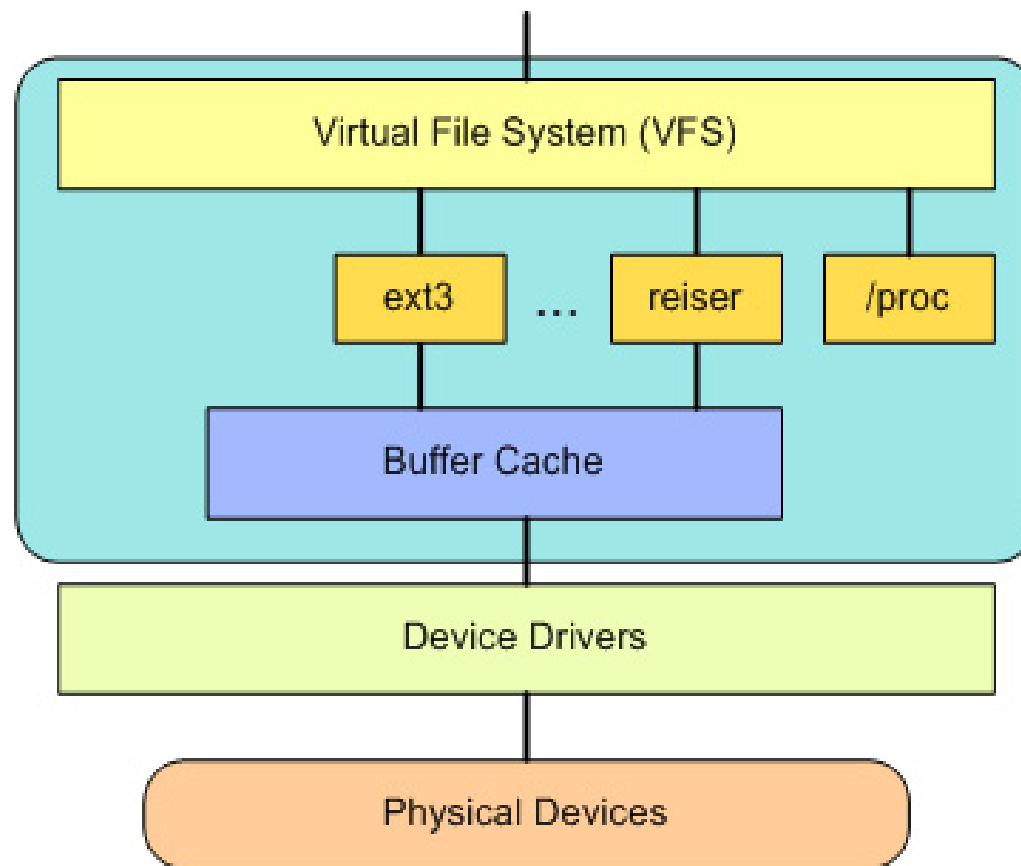 Virtual File System (VFS)
ext3 ... reiser /proc
Buffer Cache
Device Drivers
Physical Devices